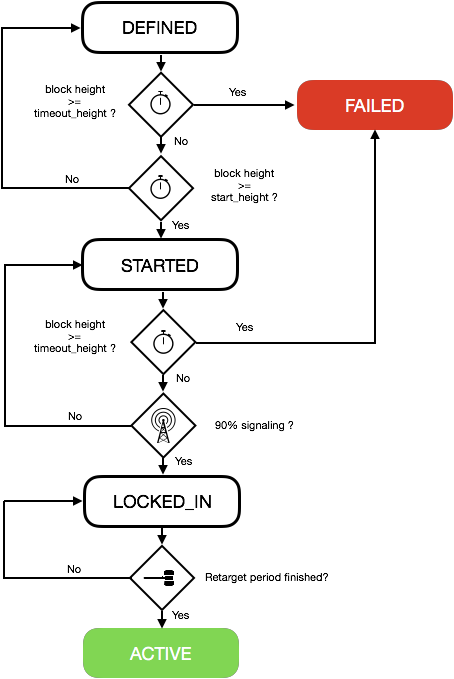 DEFINED
block height
>=
timeout_height ?
Yes
FAILED
No
block height
>=
start_height ?
No
Yes
STARTED
block height
>=
timeout_height ?
Yes
No
No
90% signaling ?
Yes
LOCKED_IN
No
Retarget period finished?
Yes
ACTIVE